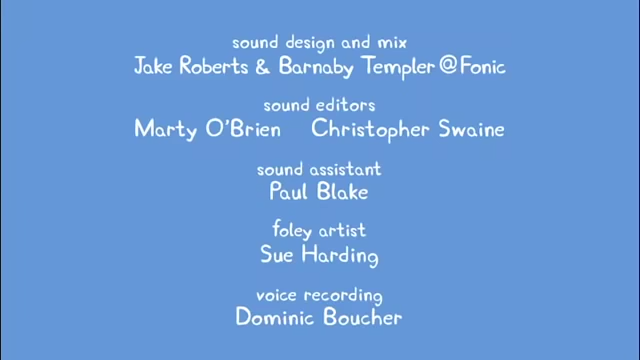 sound design and mix
Jake Roberts & Barnaby Templer@Fonic
sound editors
Marty O'Brien Christopher Swaine
sound assistant
Paul Blake
foley artist
Sue Harding
voice recording
Dominic Boucher